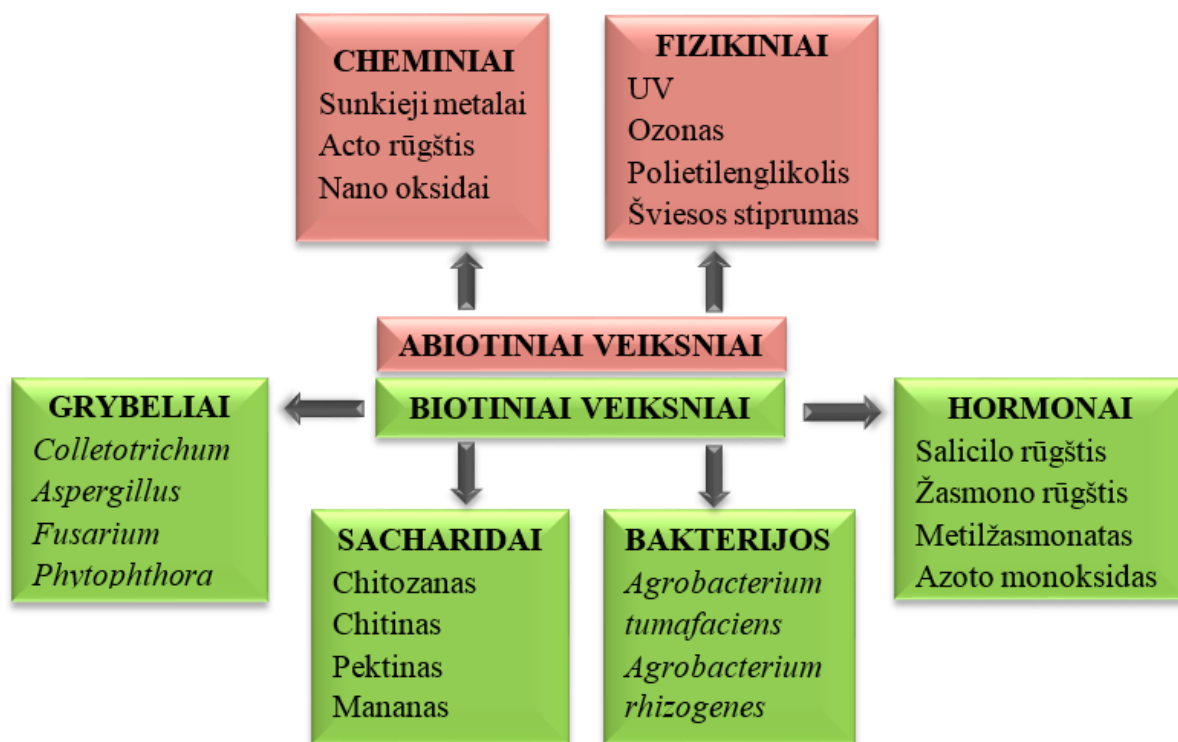 CHEMINIAI
Sunkieji metalai
Acto rūgštis
Nano oksidai
FIZIKINIAI
UV
Ozonas
Polietilenglikolis
Šviesos stiprumas
ABIOTINIAI VEIKSNIAI
BIOTINIAI VEIKSNIAI
GRYBELIAI
Colletotrichum
Aspergillus
Fusarium
Phytophthora
SACHARIDAI
Chitozanas
Chitinas
Pektinas
Mananas
BAKTERIJOS
Agrobacterium
tumafaciens
Agrobacterium
rhizogenes
HORMONAI
Salicilo rūgštis
Žasmono rūgštis
Metilžasmonatas
Azoto monoksidas